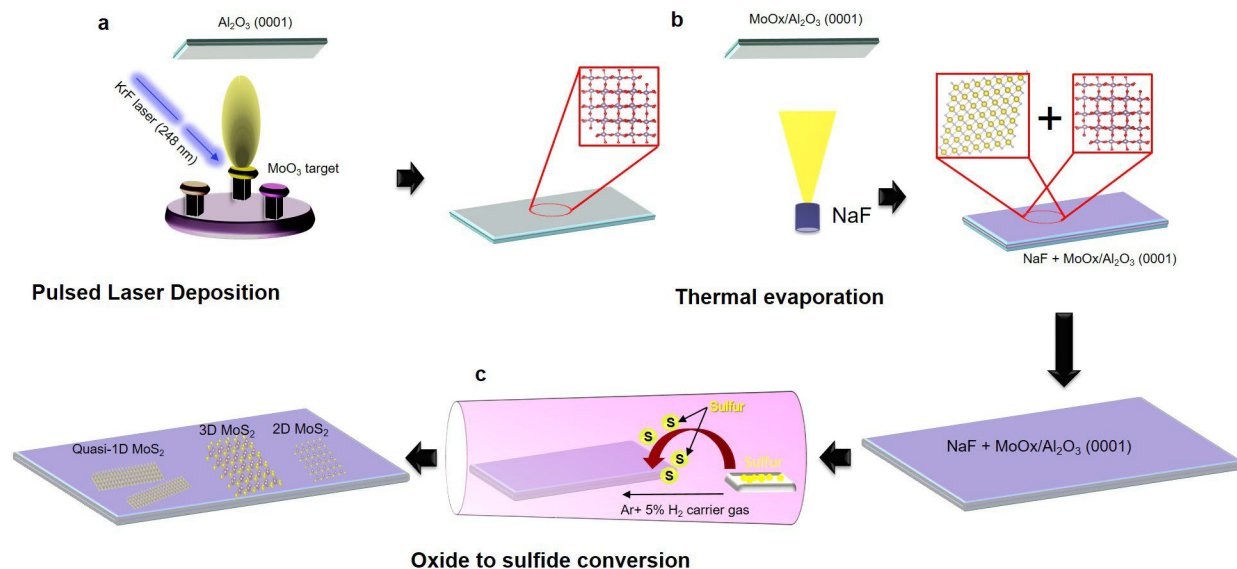 a
Al₂O₃ (0001)
KrF laser (248 nm)
MoO₃ target
Pulsed Laser Deposition
b
MoOx/Al₂O₃ (0001)
NaF
+
NaF + MoOx/Al₂O₃ (0001)
Thermal evaporation
NaF + MoOx/Al₂O₃ (0001)
c
Sulfur
S
S
S
S
Sulfur
Ar+ 5% H₂ carrier gas
Oxide to sulfide conversion
Quasi-1D MoS₂
3D MoS₂
2D MoS₂